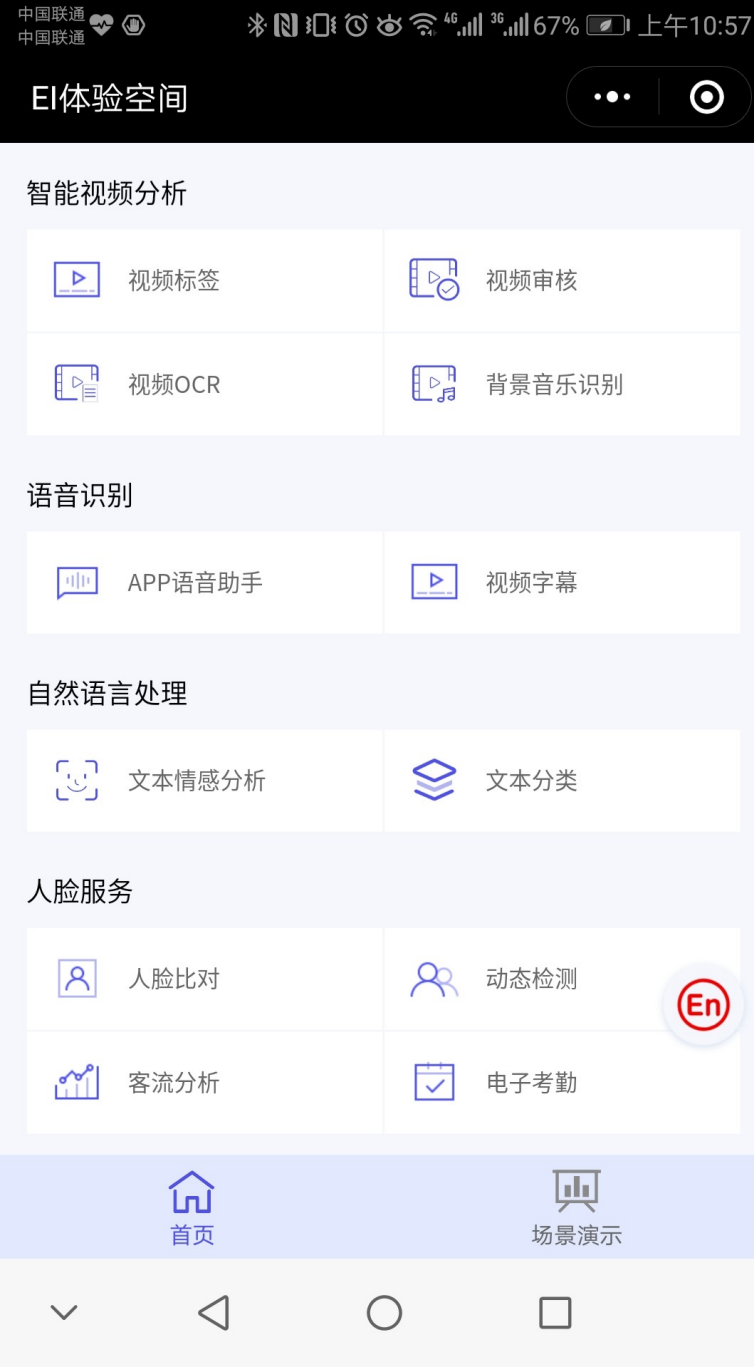 中国联通
中国联通
4G 3G 67% 上午10:57
EI体验空间
智能视频分析
视频标签 视频审核
视频OCR 背景音乐识别
语音识别
APP语音助手 视频字幕
自然语言处理
文本情感分析 文本分类
人脸服务
人脸比对 动态检测
En
客流分析 电子考勤
首页 场景演示